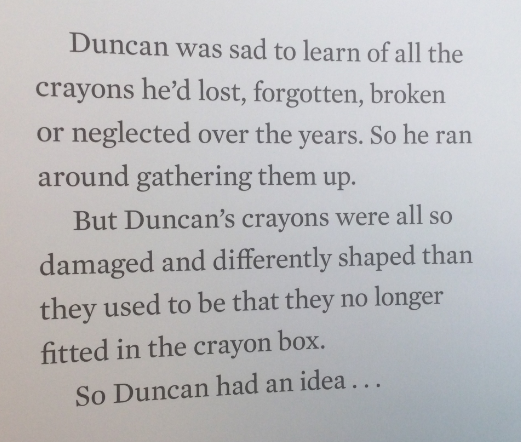 Duncan was sad to learn of all the
crayons he’d lost, forgotten, broken
or neglected over the years. So he ran
around gathering them up.
But Duncan’s crayons were all so
damaged and differently shaped than
they used to be that they no longer
fitted in the crayon box.
So Duncan had an idea . . .